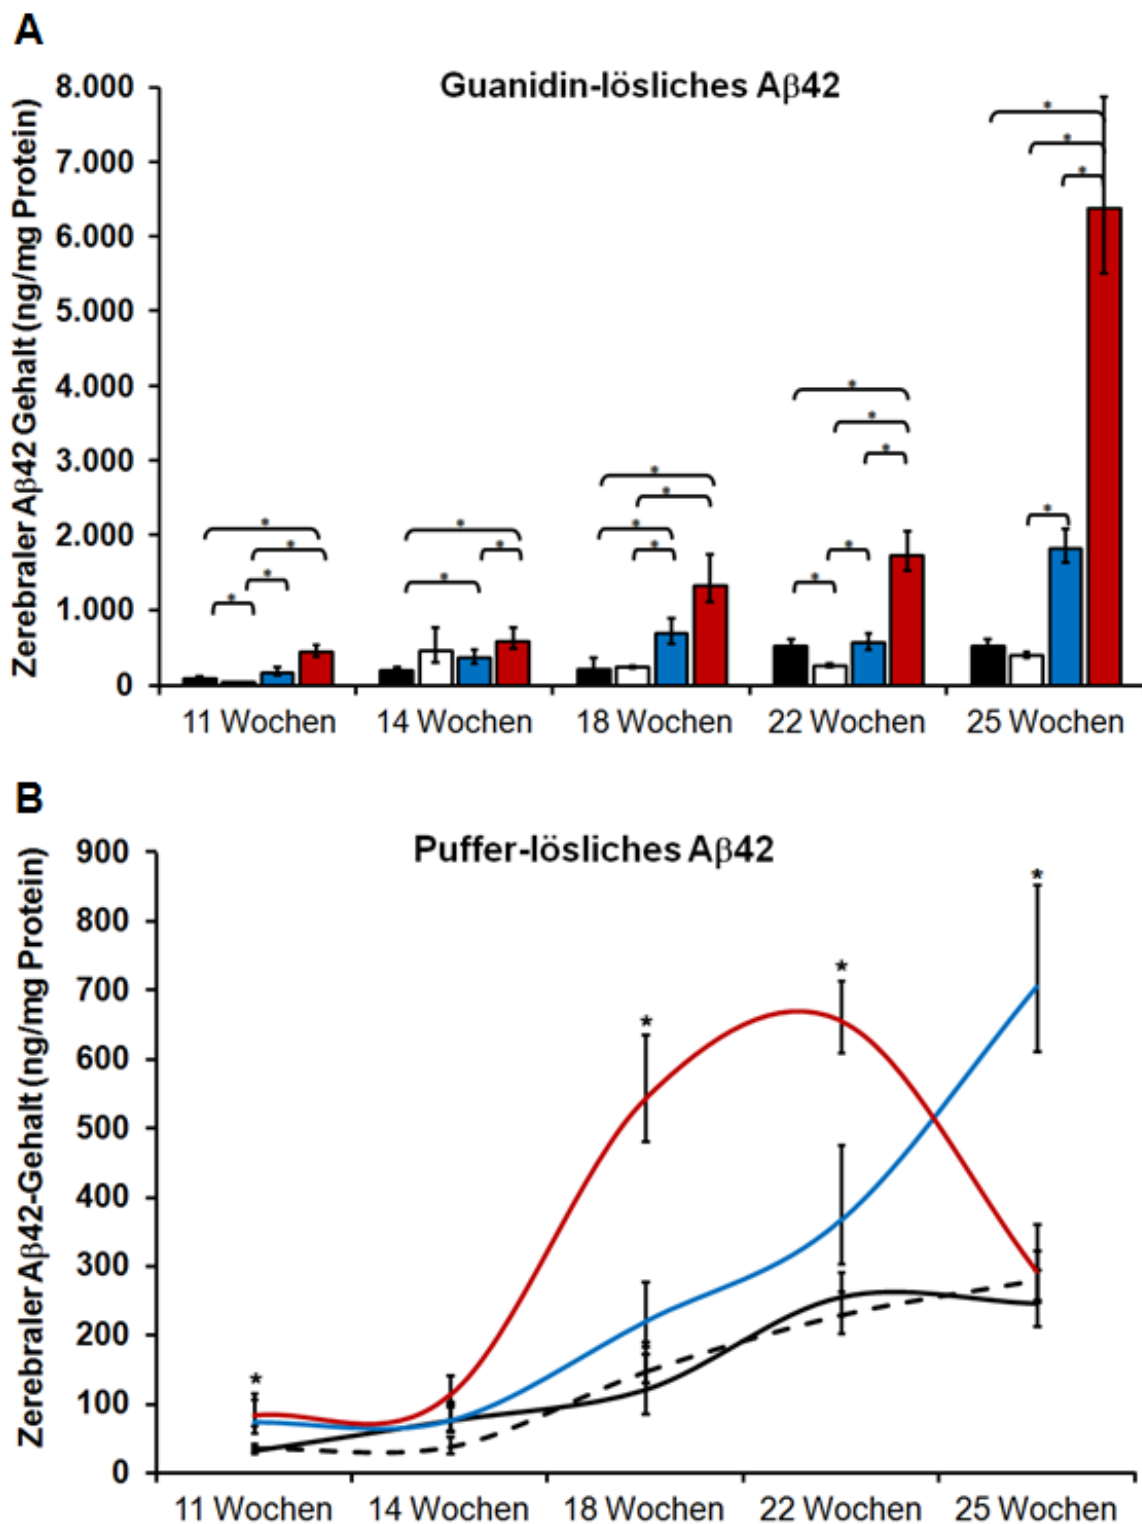 A
Guanidin-lösliches Aβ42
Zerebraler Aβ42 Gehalt (ng/mg Protein)
8.000
7.000
6.000
5.000
4.000
3.000
2.000
1.000
0
* * * *
* * *
* * * *
* * * * *
* * * *
11 Wochen 14 Wochen 18 Wochen 22 Wochen 25 Wochen
B
Puffer-lösliches Aβ42
Zerebraler Aβ42-Gehalt (ng/mg Protein)
900
800
700
600
500
400
300
200
100
0
* * * *
11 Wochen 14 Wochen 18 Wochen 22 Wochen 25 Wochen